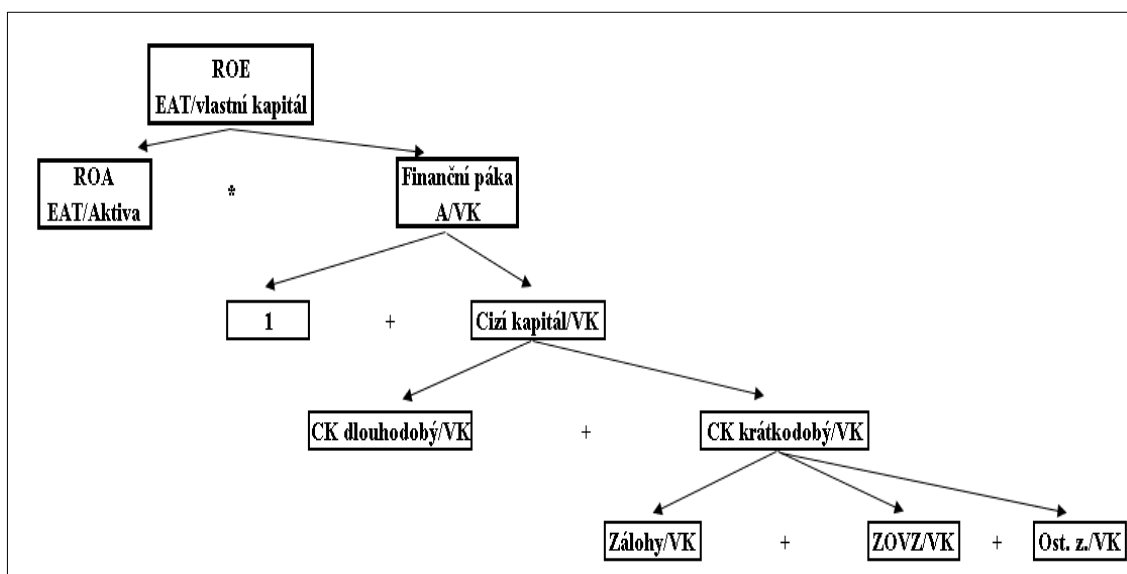 ROE
EAT/vlastní kapitál
ROA
EAT/Aktiva
*
Finanční páka
A/VK
1
+
Cizí kapitál/VK
CK dlouhodobý/VK
+
CK krátkodobý/VK
Zálohy/VK
+
ZOVZ/VK
+
Ost. z./VK